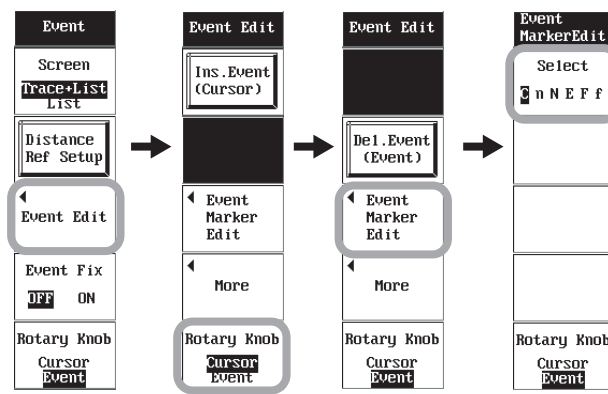 Event
Screen
Trace+List
List
Distance
Ref Setup
Event Edit
Event Fix
OFF ON
Rotary Knob
Cursor
Event
Event Edit
Ins.Event
(Cursor)
Event
Marker
Edit
More
Rotary Knob
Cursor
Event
Event Edit
Del.Event
(Event)
Event
Marker
Edit
More
Rotary Knob
Cursor
Event
Event
MarkerEdit
Select
C n N E F f
Rotary Knob
Cursor
Event